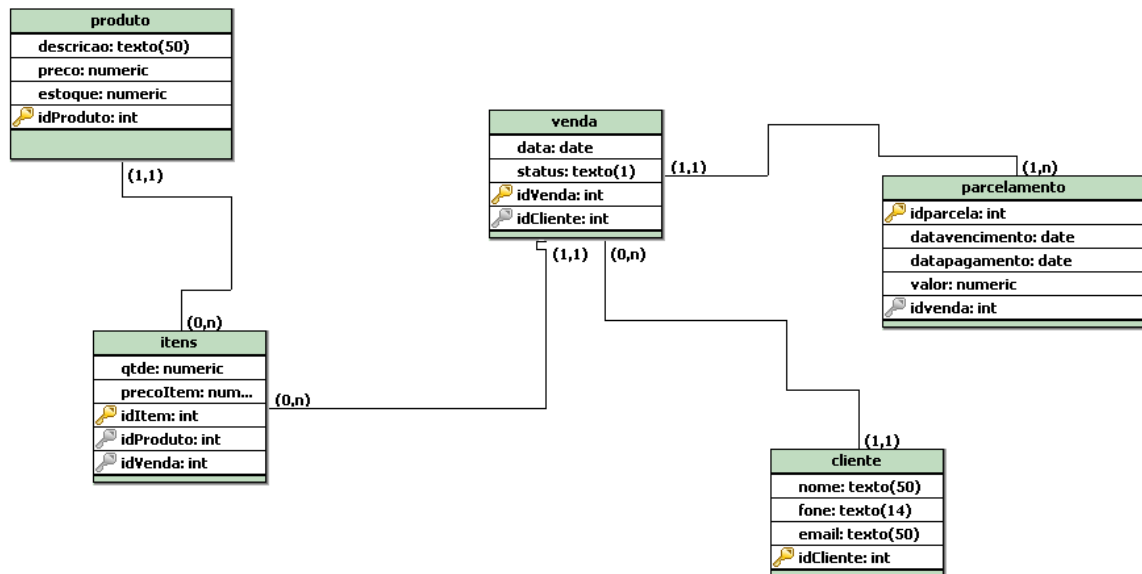 produto
descricao: texto(50)
preco: numeric
estoque: numeric
idProduto: int
(1,1)
venda
data: date
status: texto(1)
idVenda: int
idCliente: int
(1,1)
(1,1)
(0,n)
(1,n)
parcelamento
idparcela: int
datavencimento: date
datapagamento: date
valor: numeric
idvenda: int
(0,n)
itens
qtde: numeric
precoItem: num...
idItem: int
idProduto: int
idVenda: int
(0,n)
(1,1)
cliente
nome: texto(50)
fone: texto(14)
email: texto(50)
idCliente: int